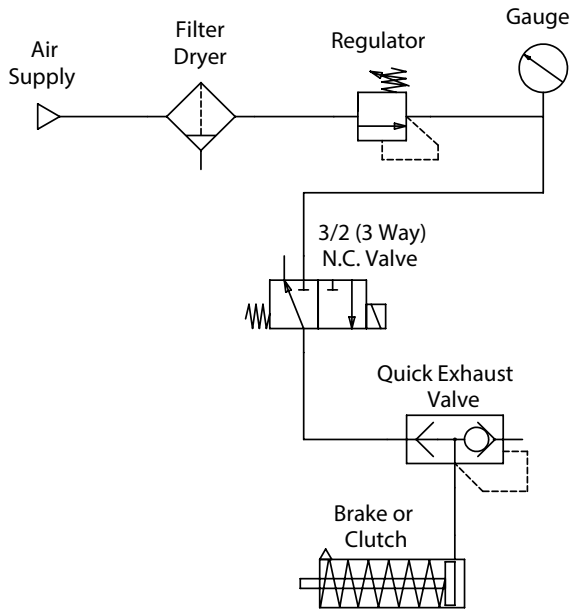 Air
Supply
Filter
Dryer
Regulator
Gauge
3/2 (3 Way)
N.C. Valve
Quick Exhaust
Valve
Brake or
Clutch